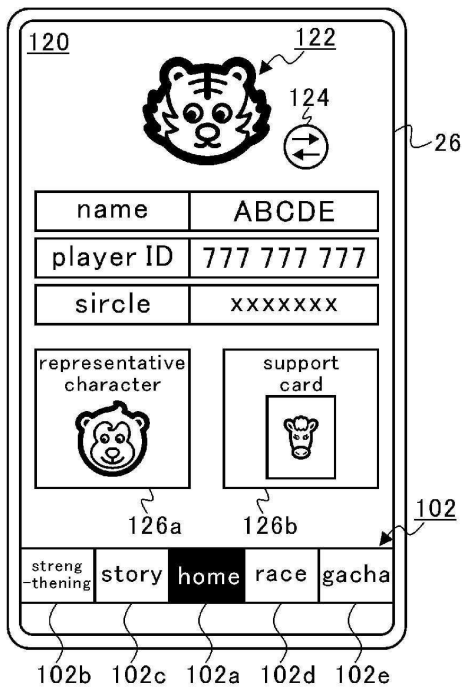 120
122
124
26
name ABCDE
player ID 777 777 777
sircle xxxxxxx
representative
character
support
card
126a 126b 102
streng
-thening story home race gacha
102b 102c 102a 102d 102e